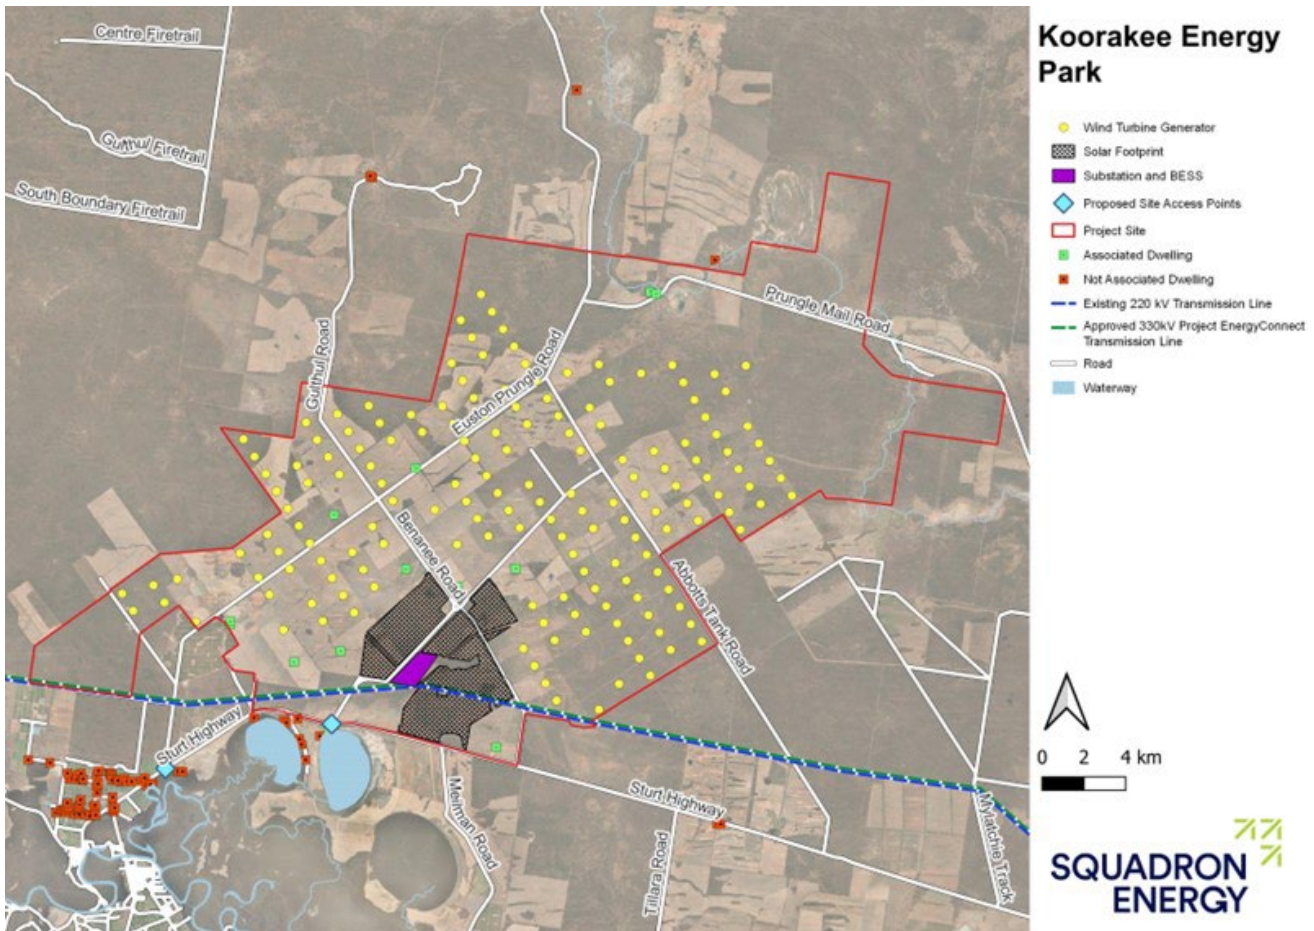 Koorakee Energy
Park
Wind Turbine Generator
Solar Footprint
Substation and BESS
Proposed Site Access Points
Project Site
Associated Dwelling
Not Associated Dwelling
Existing 220 kV Transmission Line
Approved 330kV Project EnergyConnect
Transmission Line
Road
Waterway
Centre Firetrail
Gulthul Firetrail
South Boundary Firetrail
Prungle Mail Road
Gulthul Road
Euston Prungle Road
Benanee Road
Abbotts Tank Road
Sturt Highway
Sturt Highway
Meilman Road
Tillara Road
Mylatchie Track
0 2 4 km
SQUADRON
ENERGY